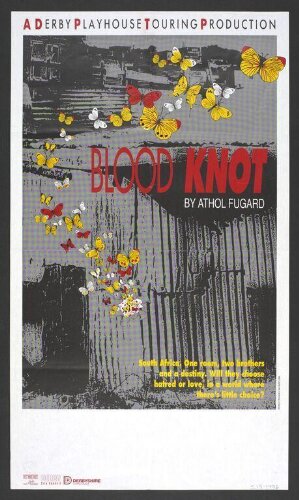 A DERBY PLAYHOUSE TOURING PRODUCTION
BLOOD KNOT
BY ATHOL FUGARD
South Africa. One room, two brothers
and a destiny. Will they choose
hatred or love, in a world where
there's little choice?
DERBYSHIRE